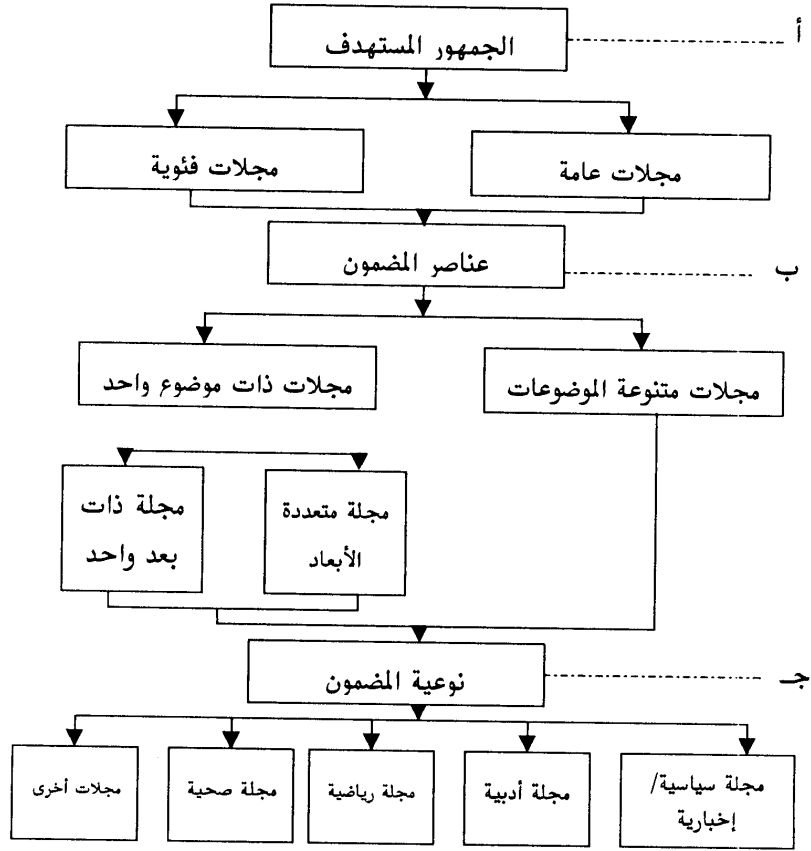 أ
الجمهور المستهدف
مجلات عامة
مجلات فئوية
ب
عناصر المضمون
مجلات متنوعة الموضوعات
مجلات ذات موضوع واحد
مجلة متعددة
الأبعاد
مجلة ذات
بعد واحد
جـ
نوعية المضمون
مجلة سياسية/
إخبارية
مجلة أدبية
مجلة رياضية
مجلة صحية
مجلات أخرى